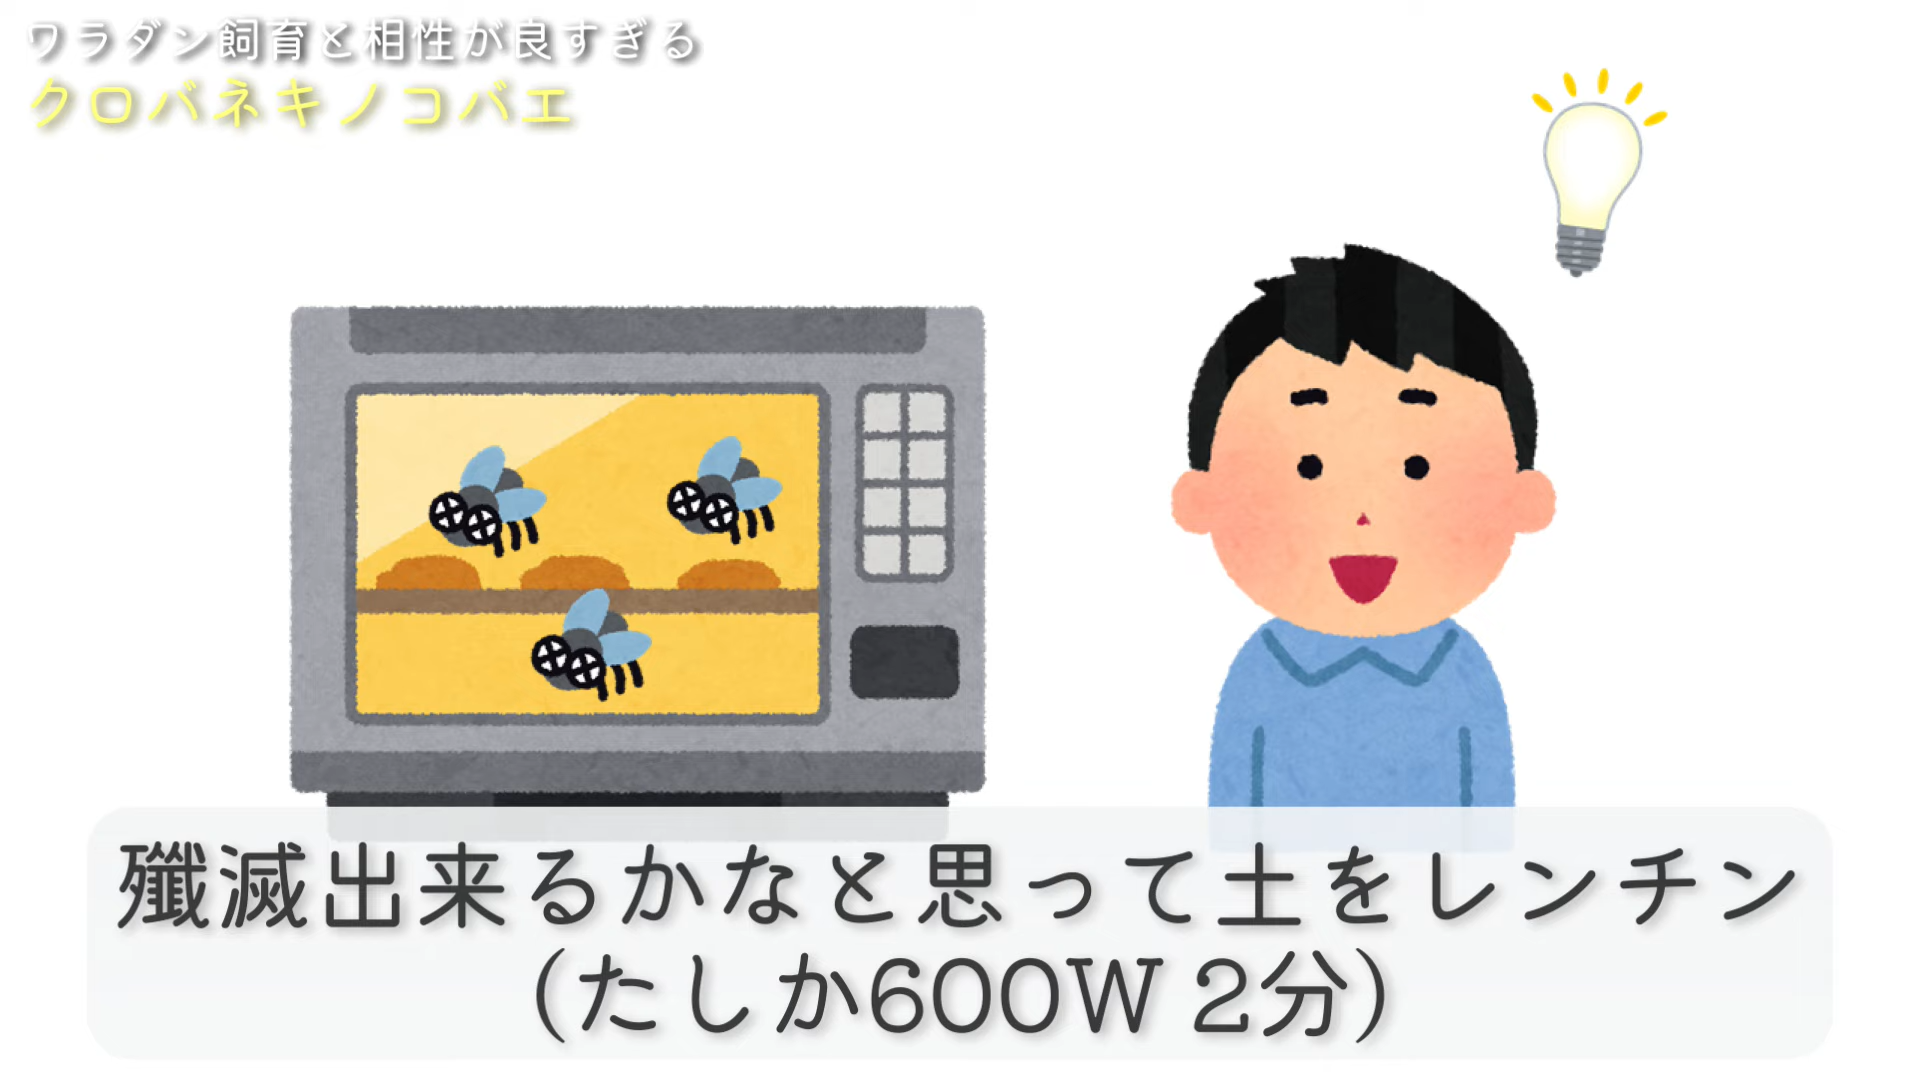 ワラダン飼育と相性が良すぎる
クロバネキノコバエ
殲滅出来るかなと思って土をレンチン
(たしか600W 2分)